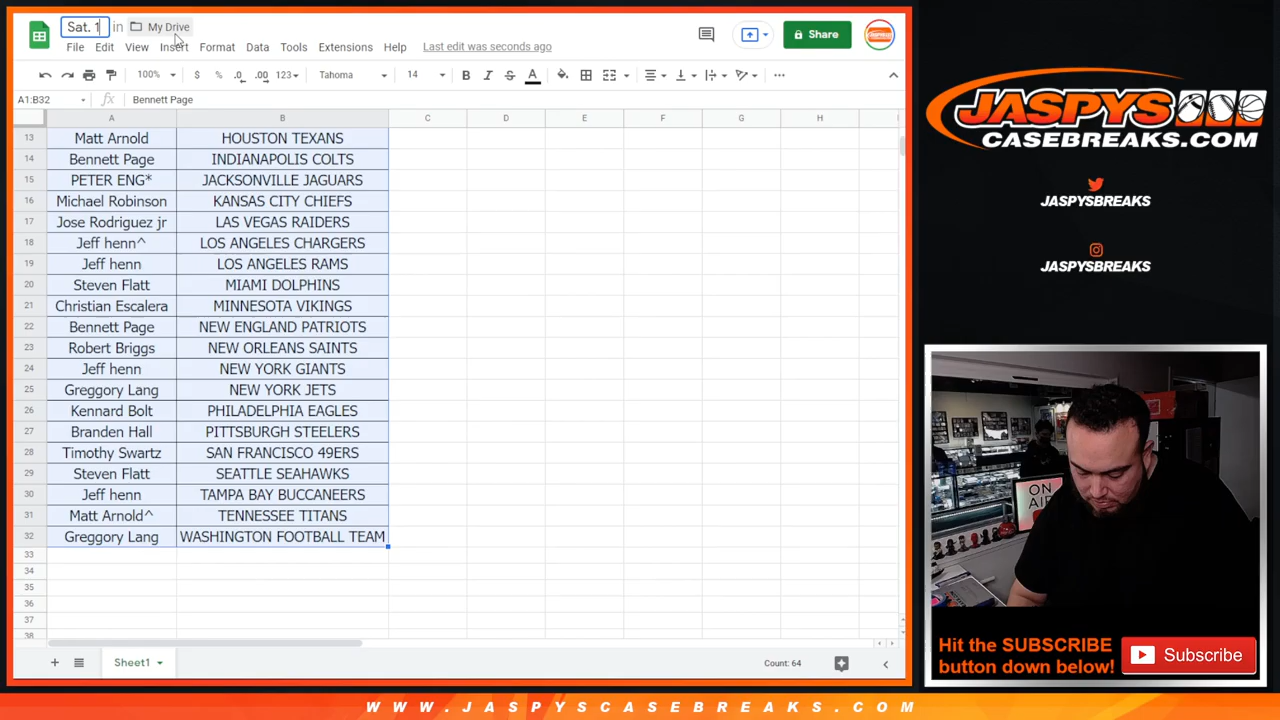 Sat. 1 in My Drive
File Edit View Insert Format Data Tools Extensions Help Last edit was seconds ago
Share
100% $ % .0 .00 123 Tahoma 14 B I S A
A1:B32 fx Bennett Page
A B C D E F G H
13 Matt Arnold HOUSTON TEXANS
14 Bennett Page INDIANAPOLIS COLTS
15 PETER ENG* JACKSONVILLE JAGUARS
16 Michael Robinson KANSAS CITY CHIEFS
17 Jose Rodriguez jr LAS VEGAS RAIDERS
18 Jeff henn^ LOS ANGELES CHARGERS
19 Jeff henn LOS ANGELES RAMS
20 Steven Flatt MIAMI DOLPHINS
21 Christian Escalera MINNESOTA VIKINGS
22 Bennett Page NEW ENGLAND PATRIOTS
23 Robert Briggs NEW ORLEANS SAINTS
24 Jeff henn NEW YORK GIANTS
25 Greggory Lang NEW YORK JETS
26 Kennard Bolt PHILADELPHIA EAGLES
27 Branden Hall PITTSBURGH STEELERS
28 Timothy Swartz SAN FRANCISCO 49ERS
29 Steven Flatt SEATTLE SEAHAWKS
30 Jeff henn TAMPA BAY BUCCANEERS
31 Matt Arnold^ TENNESSEE TITANS
32 Greggory Lang WASHINGTON FOOTBALL TEAM
33
34
35
36
37
38
Sheet1
Count: 64
JASPYS
CASEBREAKS.COM
JASPYSBREAKS
JASPYSBREAKS
ON
AIR
Hit the SUBSCRIBE
button down below!
Subscribe
WWW.JASPYSCASEBREAKS.COM